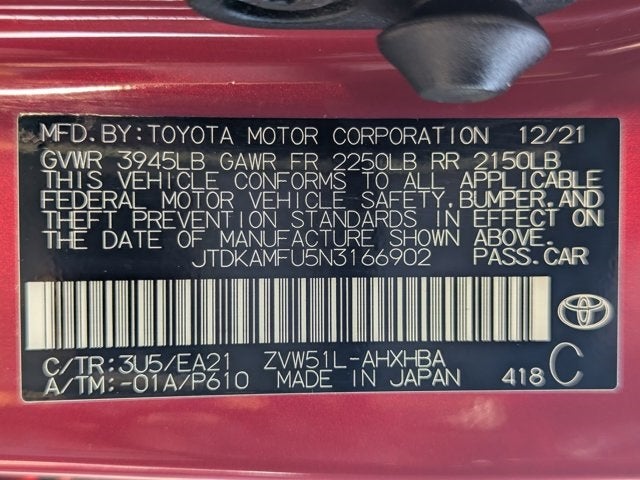 MFD.BY: TOYOTA MOTOR CORPORATION 12/21
GVWR 3945LB GAWR FR 2250LB RR 2150LB
THIS VEHICLE CONFORMS TO ALL APPLICABLE
FEDERAL MOTOR VEHICLE SAFETY,BUMPER,AND
THEFT PREVENTION STANDARDS IN EFFECT ON
THE DATE OF MANUFACTURE SHOWN ABOVE.
JTDKAMFU5N3166902 PASS.CAR
C/TR:3U5/EA21 ZVW51L-AHXHBA
A/TM:-01A/P610 MADE IN JAPAN 418 C